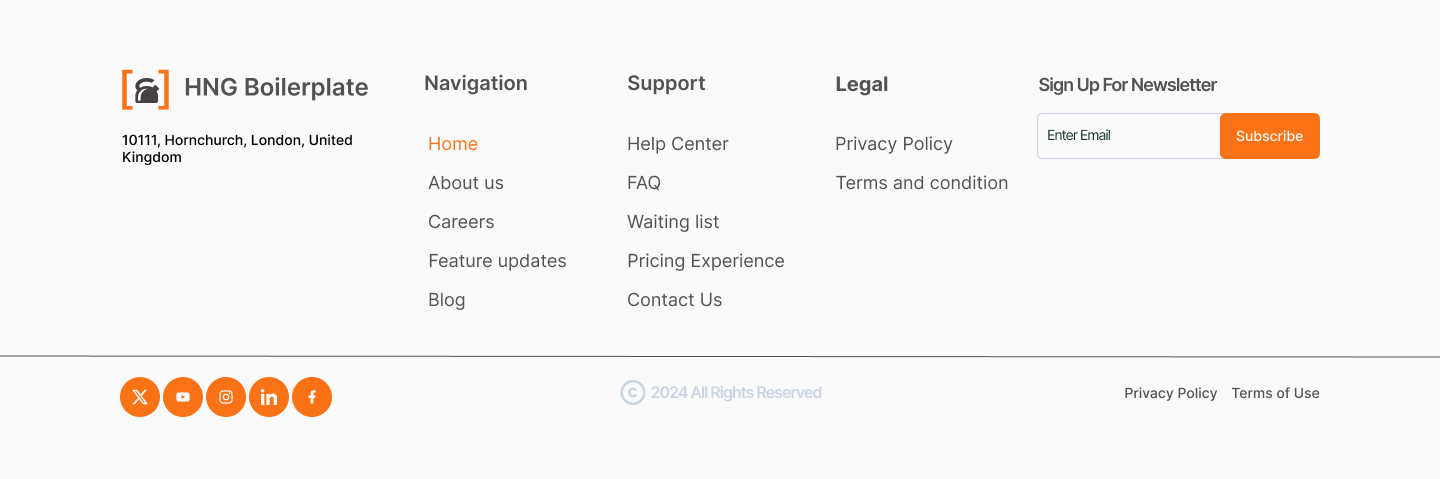 HNG Boilerplate
10111, Hornchurch, London, United
Kingdom
Navigation
Home
About us
Careers
Feature updates
Blog
Support
Help Center
FAQ
Waiting list
Pricing Experience
Contact Us
Legal
Privacy Policy
Terms and condition
Sign Up For Newsletter
Enter Email
Subscribe
© 2024 All Rights Reserved
Privacy Policy
Terms of Use